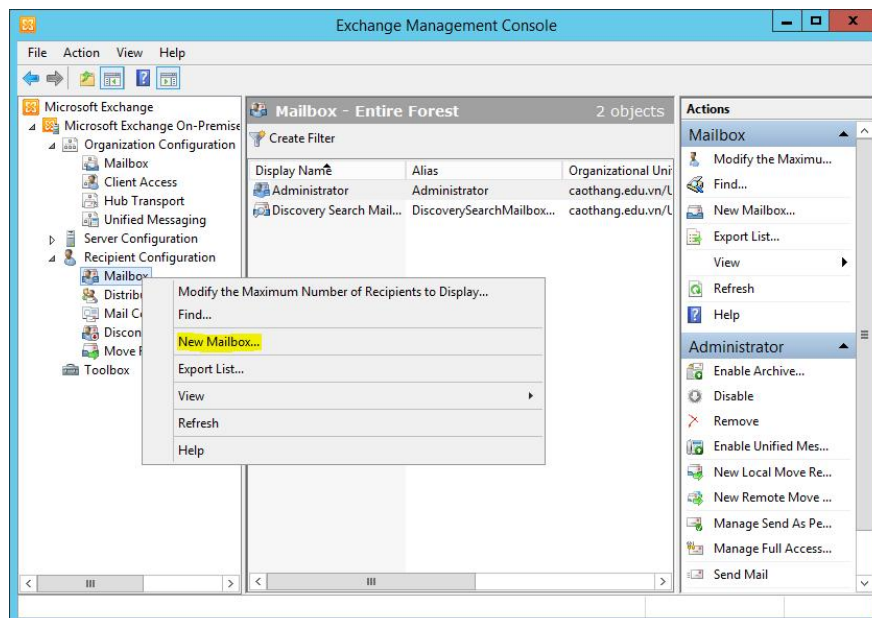 Exchange Management Console
File Action View Help
Microsoft Exchange
Microsoft Exchange On-Premise
Organization Configuration
Mailbox
Client Access
Hub Transport
Unified Messaging
Server Configuration
Recipient Configuration
Mailbox
Distribu
Mail Co
Discon
Move R
Toolbox
Mailbox - Entire Forest 2 objects
Create Filter
Display Name Alias Organizational Uni
Administrator Administrator caothang.edu.vn/U
Discovery Search Mail... DiscoverySearchMailbox... caothang.edu.vn/U
Modify the Maximum Number of Recipients to Display...
Find...
New Mailbox...
Export List...
View
Refresh
Help
Actions
Mailbox
Modify the Maximu...
Find...
New Mailbox...
Export List...
View
Refresh
Help
Administrator
Enable Archive...
Disable
Remove
Enable Unified Mes...
New Local Move Re...
New Remote Move ...
Manage Send As Pe...
Manage Full Access...
Send Mail